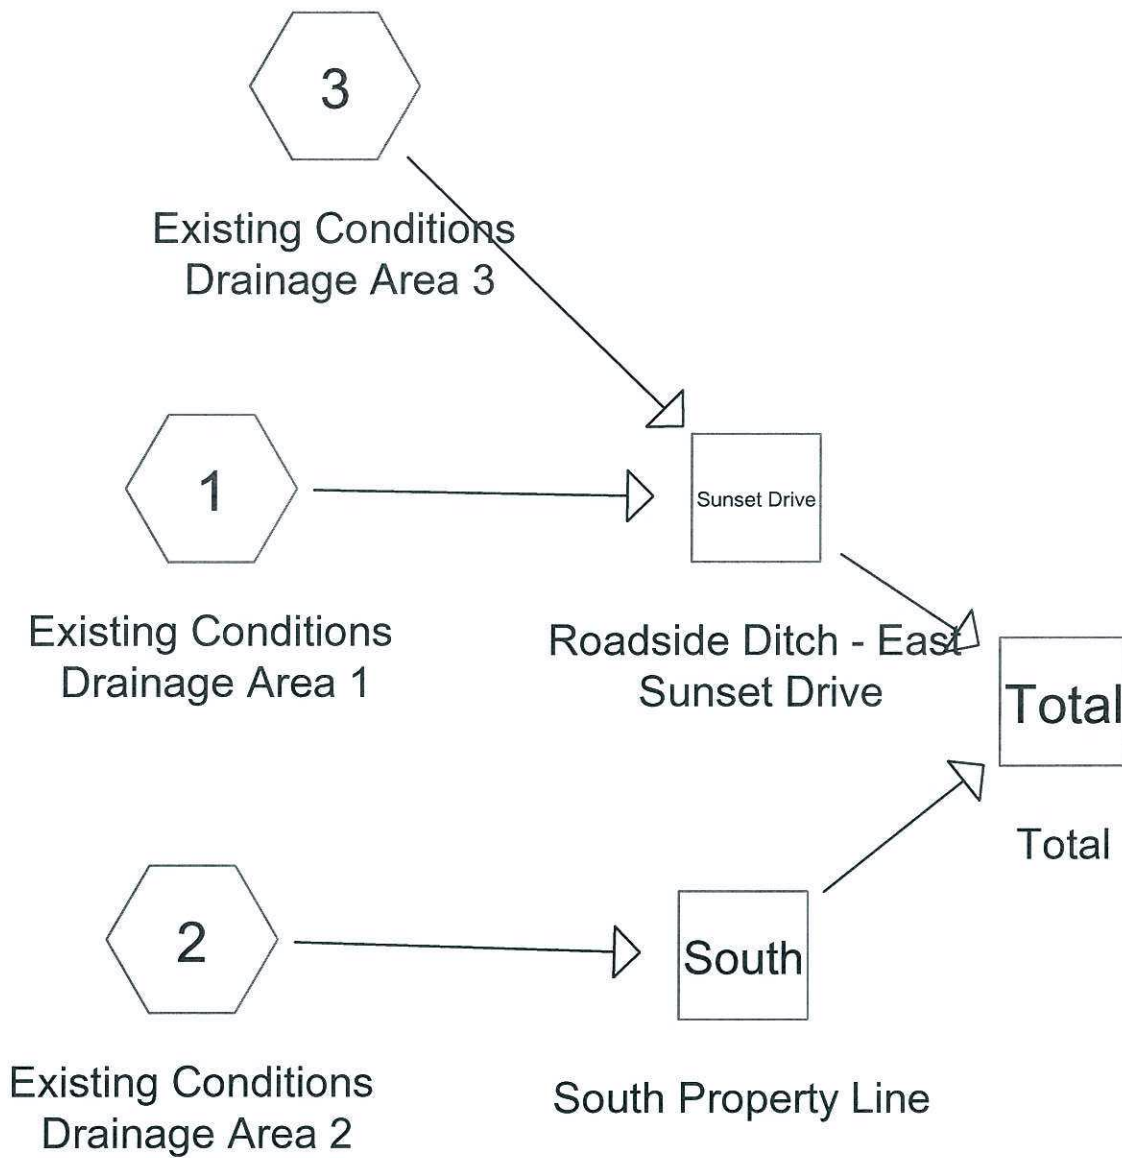 3
Existing Conditions
Drainage Area 3
1
Existing Conditions
Drainage Area 1
Sunset Drive
Roadside Ditch - East
Sunset Drive
Total
Total
2
Existing Conditions
Drainage Area 2
South
South Property Line